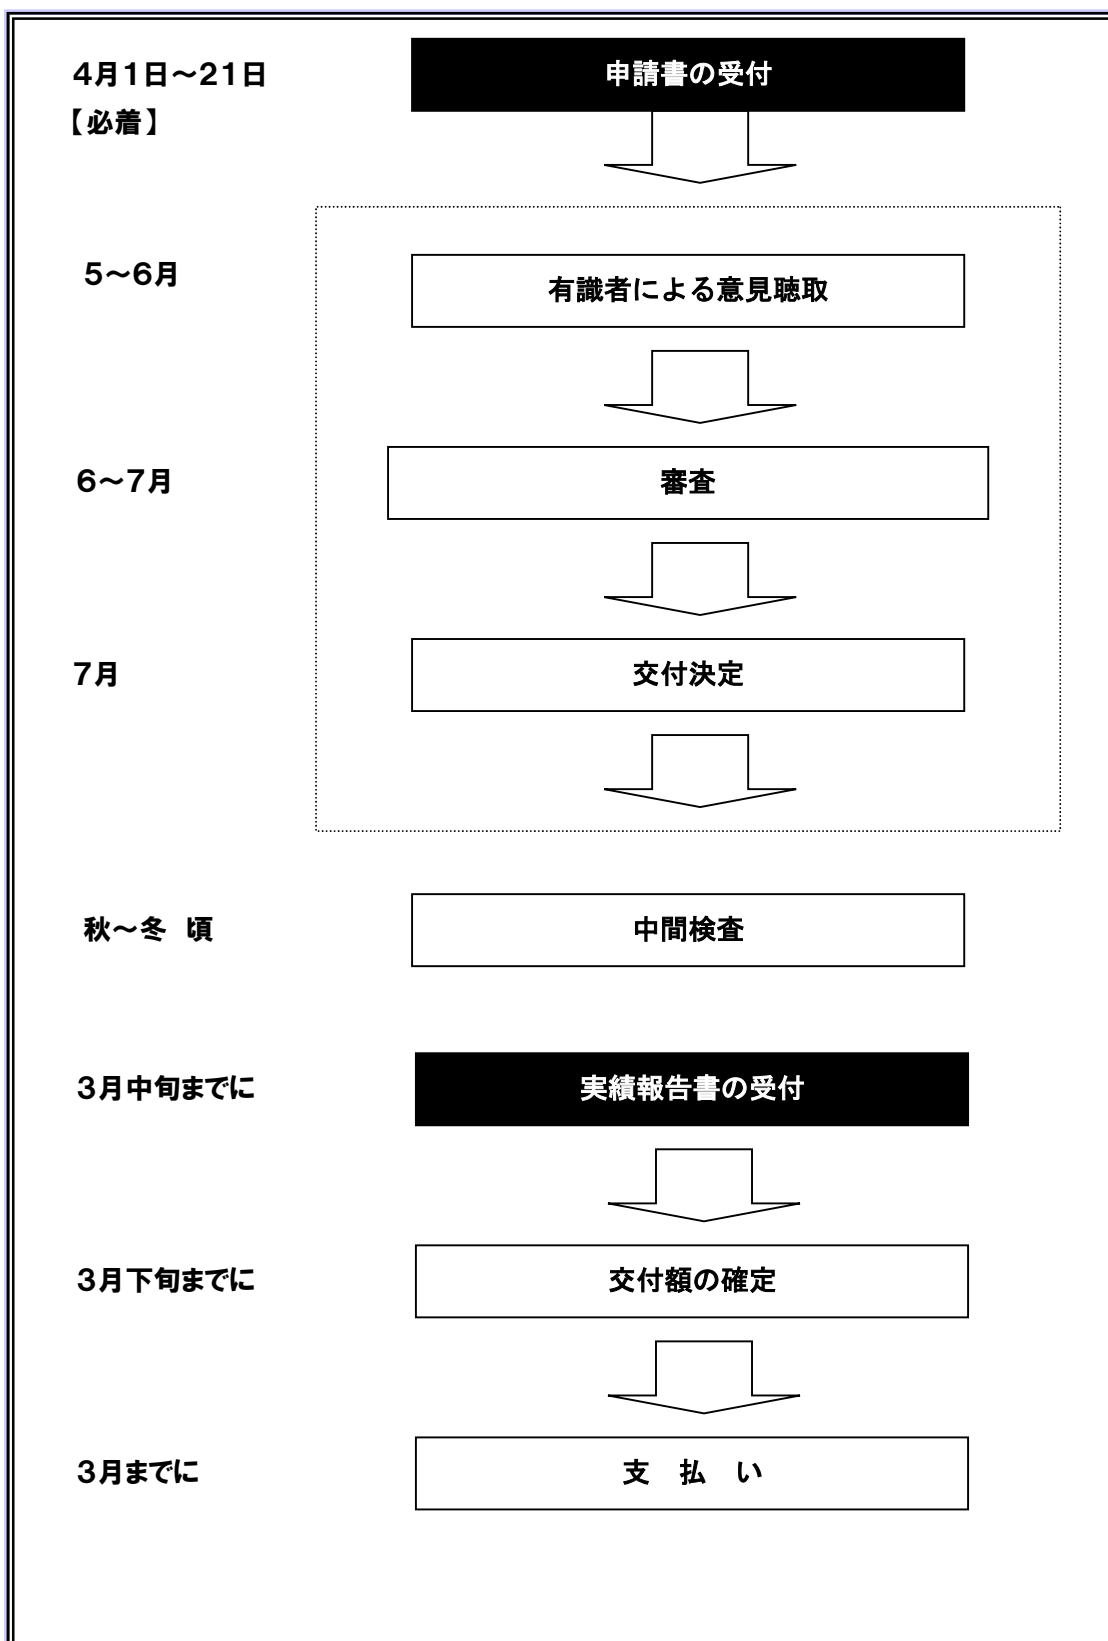 4月1日～21日
申請書の受付
【必着】
5～6月
有識者による意見聴取
6～7月
審査
7月
交付決定
秋～冬　頃
中間検査
3月中旬までに
実績報告書の受付
3月下旬までに
交付額の確定
3月までに
支　払　い